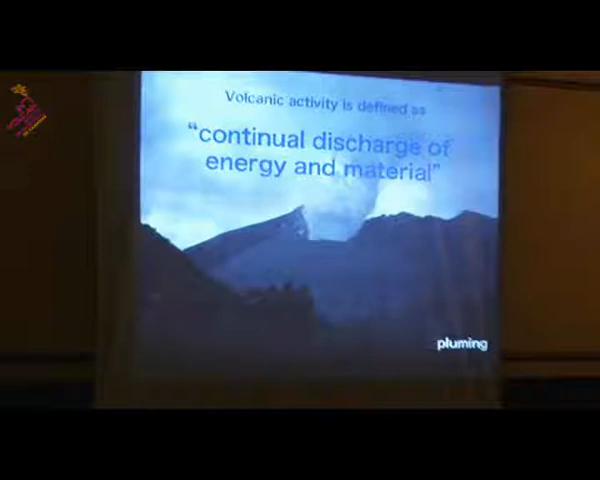 Volcanic activity is defined as
“continual discharge of
energy and material”
pluming